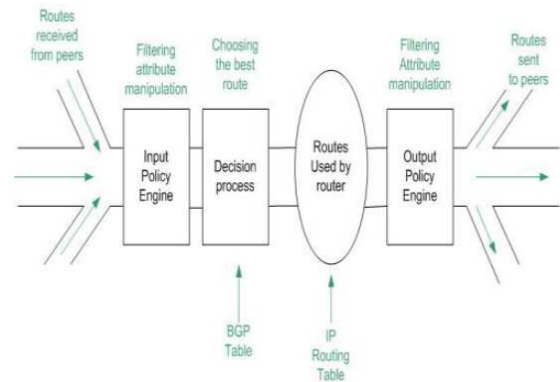 Routes
received
from peers
Filtering
attribute
manipulation
Choosing
the best
route
Filtering
Attribute
manipulation
Routes
sent
to peers
Input
Policy
Engine
Decision
process
Routes
Used by
router
Output
Policy
Engine
BGP
Table
IP
Routing
Table